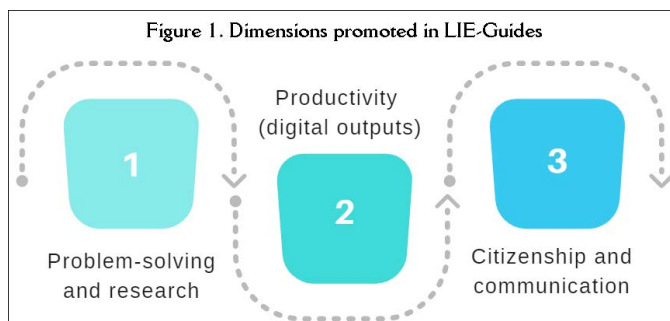 Figure 1. Dimensions promoted in LIE-Guides
1
Problem-solving
and research
Productivity
(digital outputs)
2
3
Citizenship and
communication